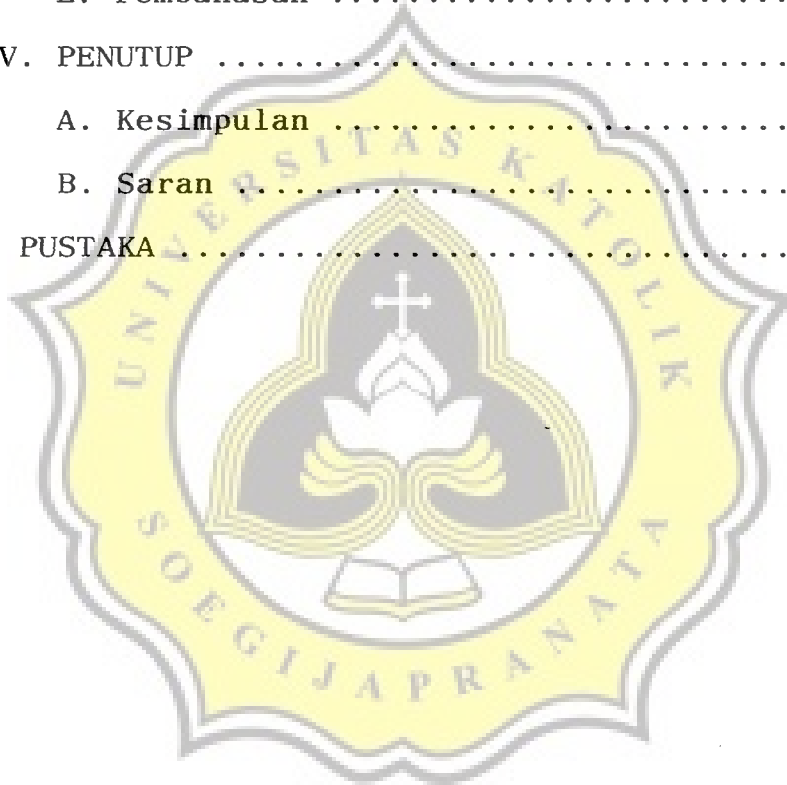 V. PENUTUP ................................
A. Kesimpulan .........................
B. Saran ..............................
PUSTAKA ..................................
UNIVERSITAS KATOLIK
SOEGIJAPRANATA